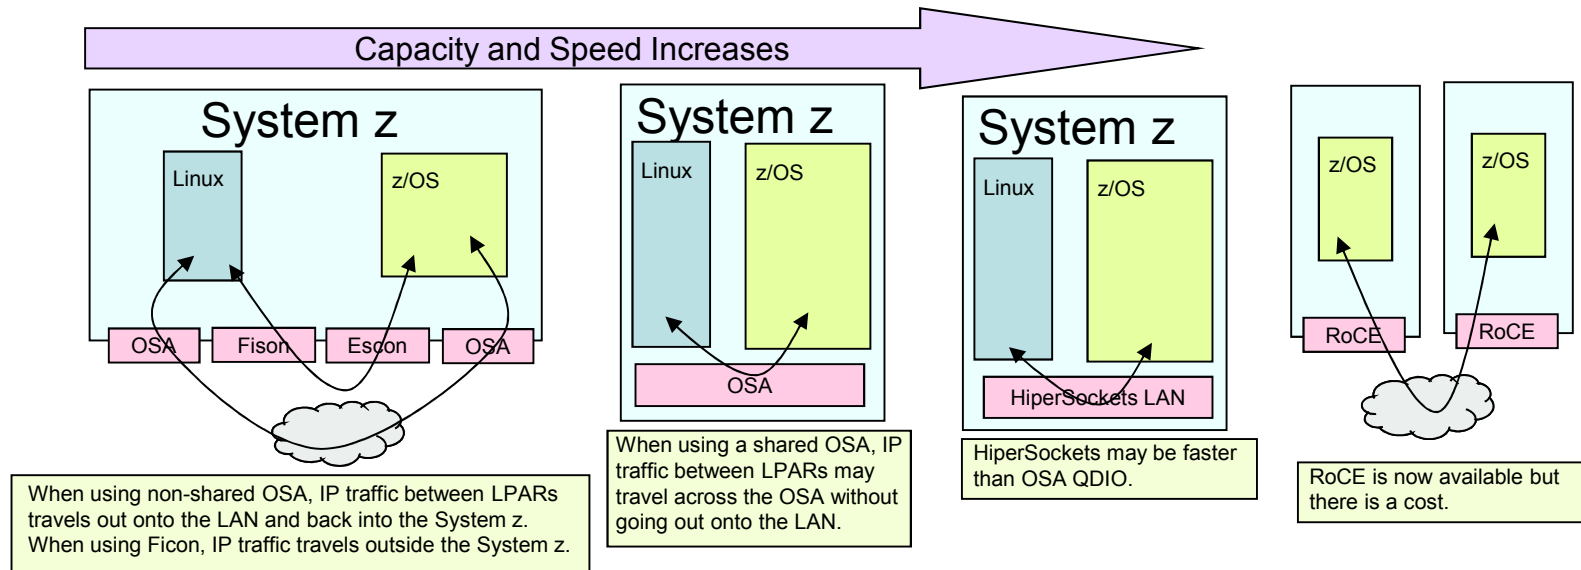 Capacity and Speed Increases
System z
Linux
z/OS
OSA
Fison
Escon
OSA
When using non-shared OSA, IP traffic between LPARs
travels out onto the LAN and back into the System z.
When using Ficon, IP traffic travels outside the System z.
System z
Linux
z/OS
OSA
When using a shared OSA, IP
traffic between LPARs may
travel across the OSA without
going out onto the LAN.
System z
Linux
z/OS
HiperSockets LAN
HiperSockets may be faster
than OSA QDIO.
z/OS
z/OS
RoCE
RoCE
RoCE is now available but
there is a cost.